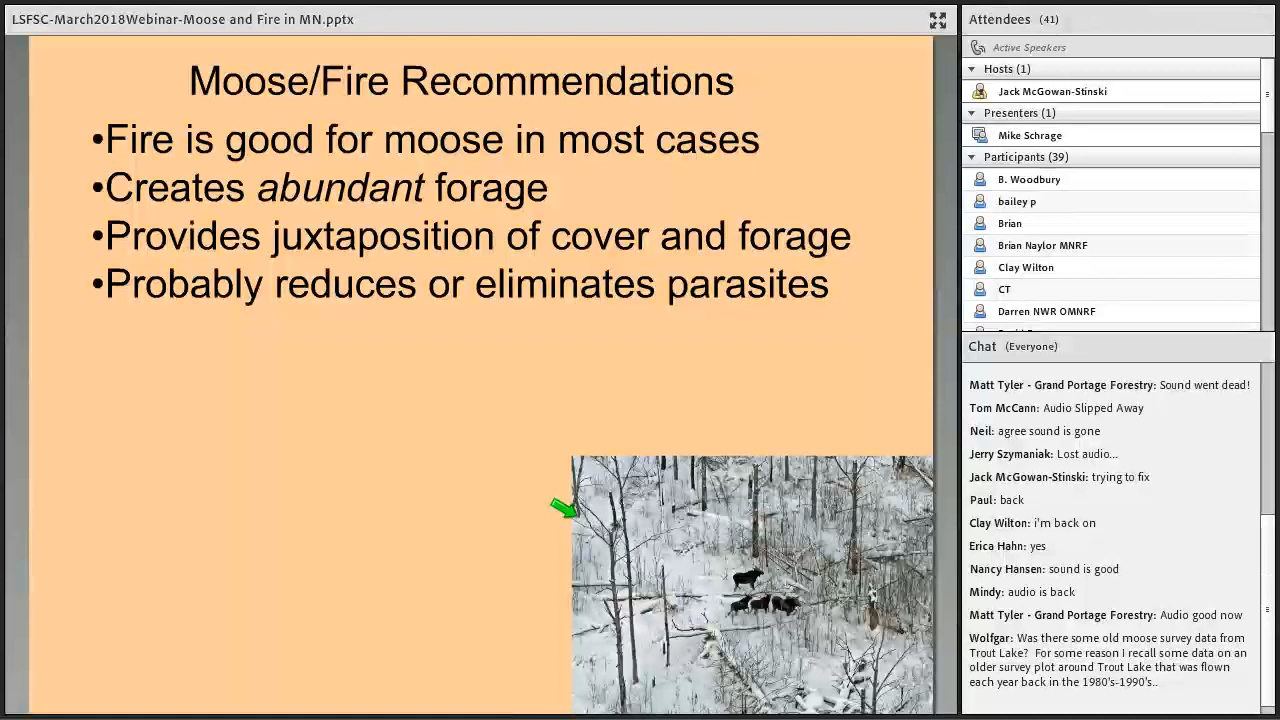 LSFSC-March2018Webinar-Moose and Fire in MN.pptx
Moose/Fire Recommendations
•Fire is good for moose in most cases
•Creates abundant forage
•Provides juxtaposition of cover and forage
•Probably reduces or eliminates parasites
Attendees (41)
Active Speakers
Hosts (1)
Jack McGowan-Stinski
Presenters (1)
Mike Schrage
Participants (39)
B. Woodbury
bailey p
Brian
Brian Naylor MNRF
Clay Wilton
CT
Darren NWR OMNRF
Chat (Everyone)
Matt Tyler - Grand Portage Forestry: Sound went dead!
Tom McCann: Audio Slipped Away
Neil: agree sound is gone
Jerry Szymaniak: Lost audio...
Jack McGowan-Stinski: trying to fix
Paul: back
Clay Wilton: i'm back on
Erica Hahn: yes
Nancy Hansen: sound is good
Mindy: audio is back
Matt Tyler - Grand Portage Forestry: Audio good now
Wolfgar: Was there some old moose survey data from
Trout Lake? For some reason I recall some data on an
older survey plot around Trout Lake that was flown
each year back in the 1980's-1990's..